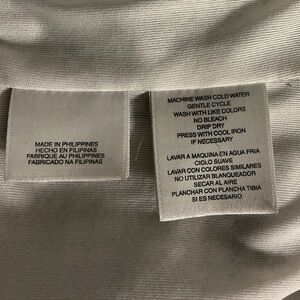 MADE IN PHILIPPINES
HECHO EN FILIPINAS
FABRIQUE AU PHILIPPINES
FABRICADO NA FILIPINAS
MACHINE WASH COLD WATER
GENTLE CYCLE
WASH WITH LIKE COLORS
NO BLEACH
DRIP DRY
PRESS WITH COOL IRON
IF NECESSARY
LAVAR A MAQUINA EN AGUA FRIA
CICLO SUAVE
LAVAR CON COLORES SIMILARES
NO UTILIZAR BLANQUEADOR
SECAR AL AIRE
PLANCHAR CON PLANCHA TIBIA
SI ES NECESARIO